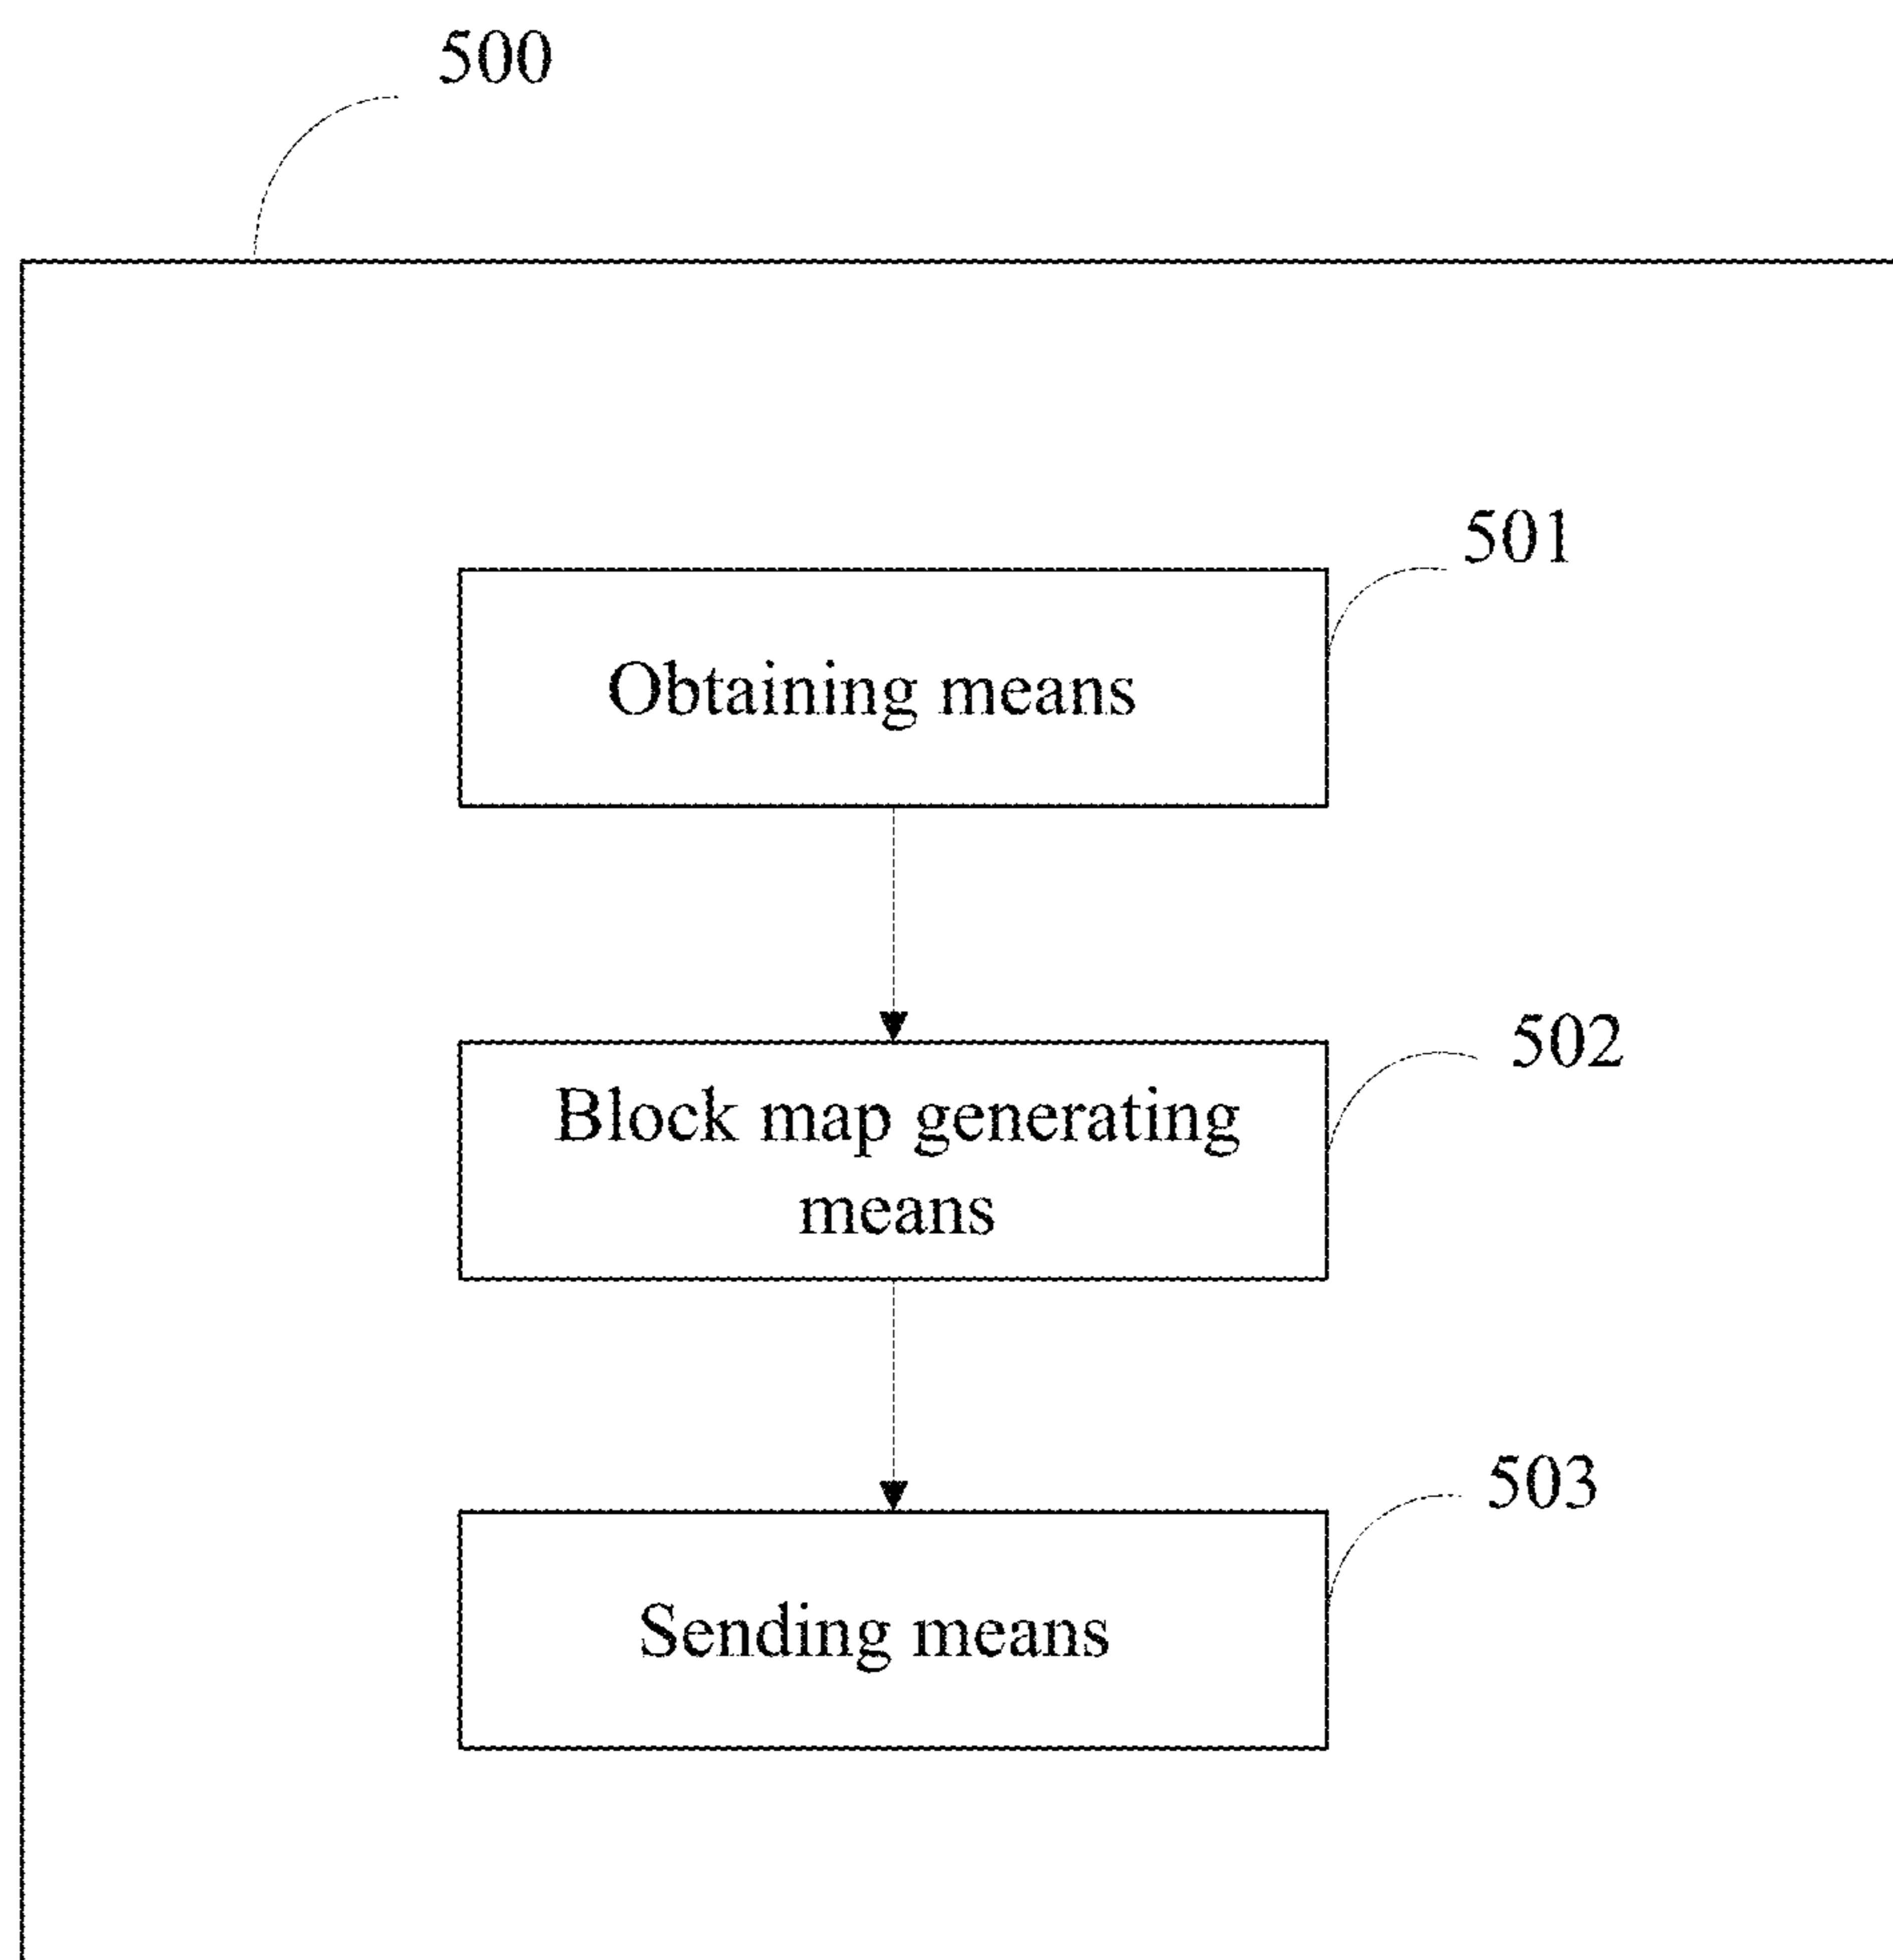 500
501
Obtaining means
502
Block map generating
means
503
Sending means